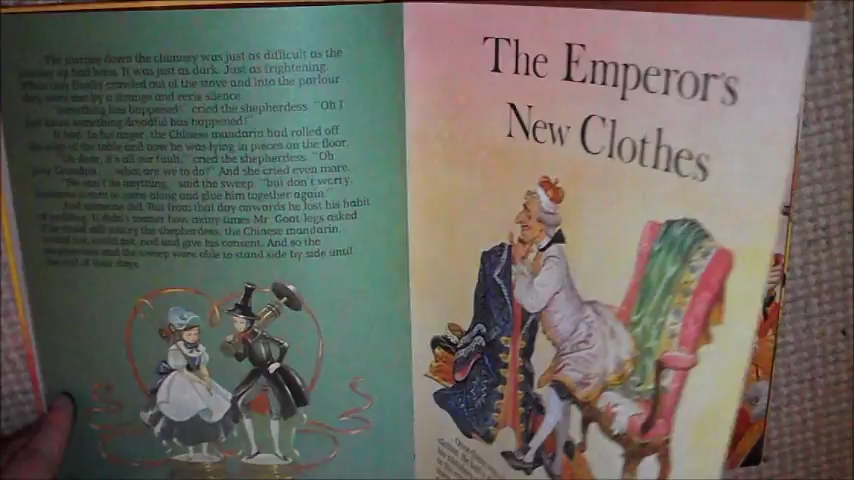 The journey down the chimney was just as difficult as the
journey up had been. It was just as dark. Just as frightening.
When they finally crawled out of the stove and into the parlour
they were met by a strange and eerie silence.
"Something has happened," cried the shepherdess. "Oh I
just know something dreadful has happened!"
It had. In his anger, the Chinese mandarin had rolled off
the edge of the table and now he was lying in pieces on the floor.
"Oh dear, it's all our fault," cried the shepherdess. "Oh
Grandpa... what are we to do?" And she cried even more.
"We can't do anything," said the sweep, "but don't worry,
someone is sure to come along and glue him together again."
And someone did. But from that day onwards he lost his habit
of nodding. It didn't matter how many times Mr. Goat legs asked
if he could marry the shepherdess, the Chinese mandarin,
would not, could not, nod and give his consent. And so the
shepherdess and the sweep were able to stand side by side until
the end of their days.
The Emperor's
New Clothes